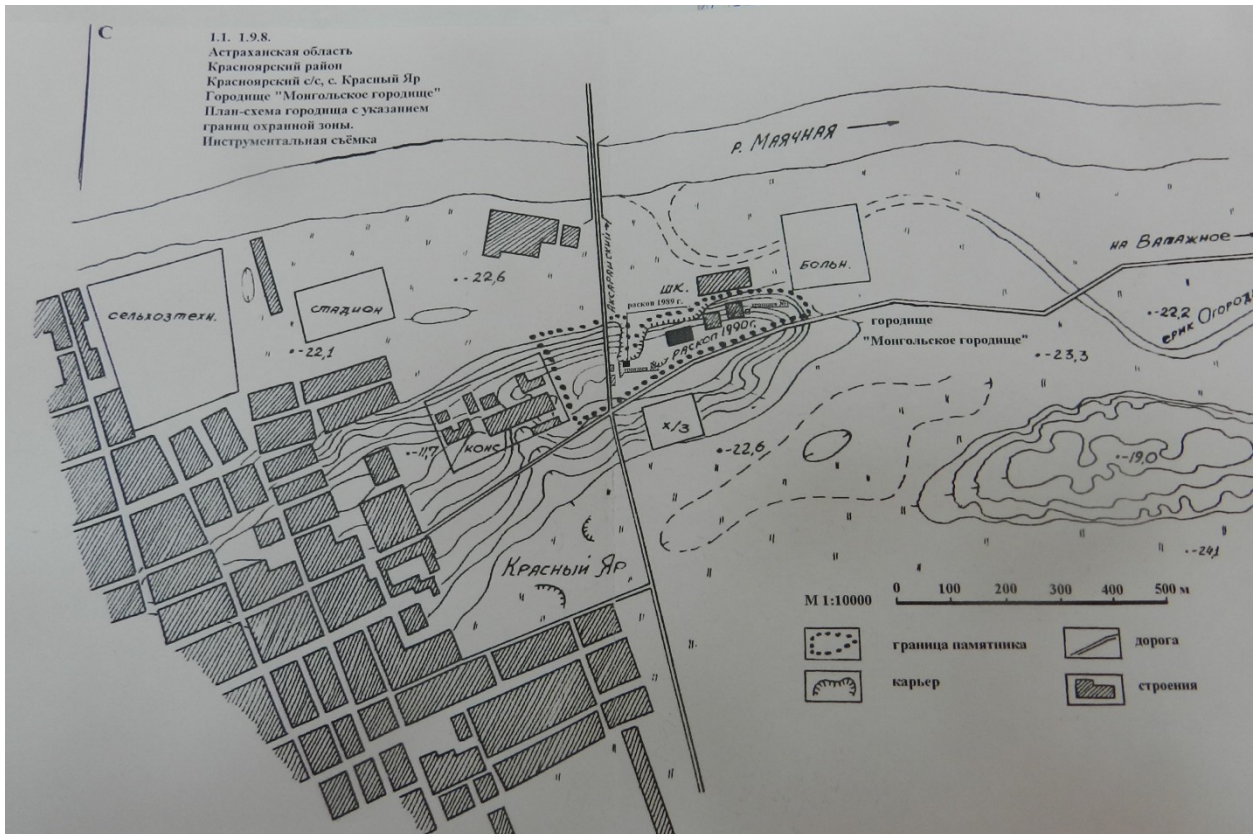 С
1.1. 1.9.8.
Астраханская область
Красноярский район
Красноярский с/с, с. Красный Яр
Городище "Монгольское городище"
План-схема городища с указанием
границ охранной зоны.
Инструментальная съёмка
р. Маячная
на Ватажное
Аксарайский
больн.
шк.
-22,6
сельхозтехн.
стадион
раскоп 1989 г.
-22,2
ерик Огород
раскоп 1990г.
городище
"Монгольское городище"
-22,1
-23,3
х/з
-11,7
конс
-22,6
-19,0
-24,1
Красный Яр
М 1:10000
0 100 200 300 400 500 м
граница памятника
дорога
карьер
строения